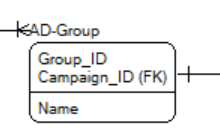 AD-Group
Group_ID
Campaign_ID (FK)
Name